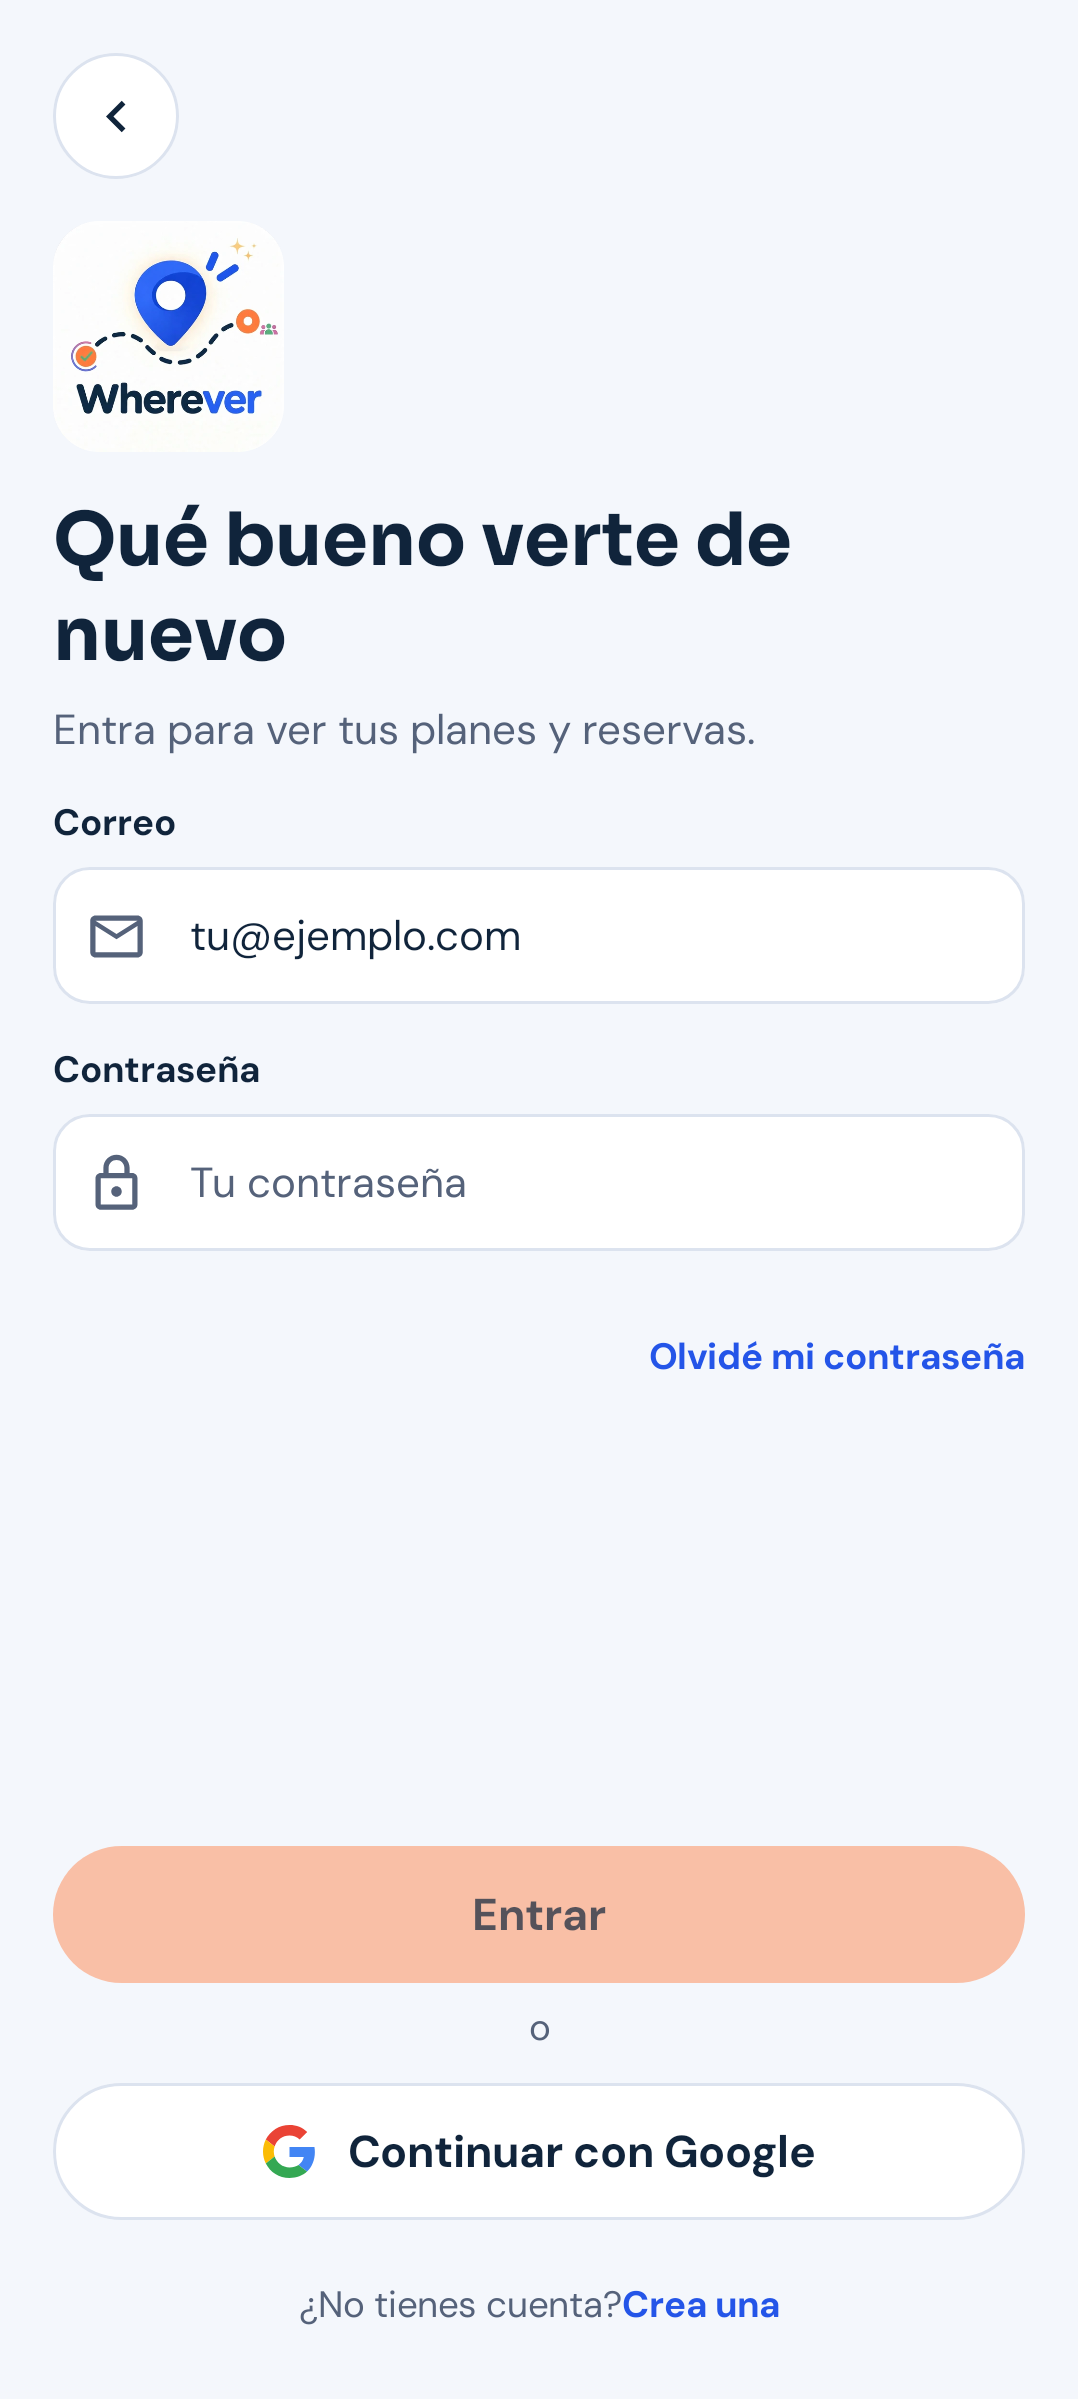 Wherever
Qué bueno verte de
nuevo
Entra para ver tus planes y reservas.
Correo
tu@ejemplo.com
Contraseña
Tu contraseña
Olvidé mi contraseña
Entrar
o
Continuar con Google
¿No tienes cuenta?Crea una